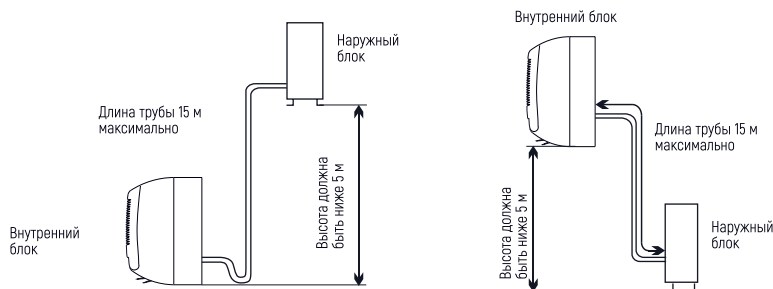 Наружный
блок
Длина трубы 15 м
максимально
Высота должна
быть ниже 5 м
Внутренний
блок
Внутренний блок
Длина трубы 15 м
максимально
Высота должна
быть ниже 5 м
Наружный
блок